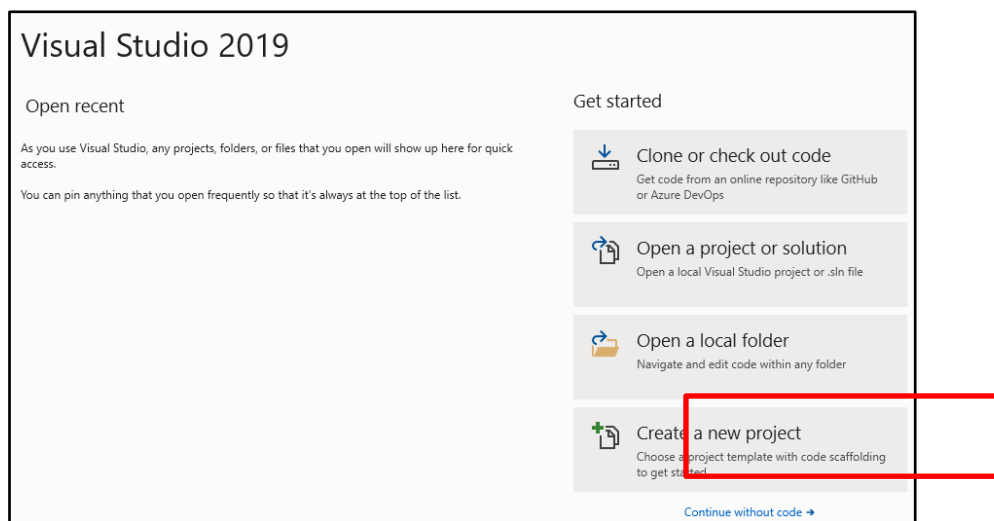 Visual Studio 2019
Open recent
As you use Visual Studio, any projects, folders, or files that you open will show up here for quick
access.
You can pin anything that you open frequently so that it's always at the top of the list.
Get started
Clone or check out code
Get code from an online repository like GitHub
or Azure DevOps
Open a project or solution
Open a local Visual Studio project or .sln file
Open a local folder
Navigate and edit code within any folder
Create a new project
Choose a project template with code scaffolding
to get started
Continue without code →